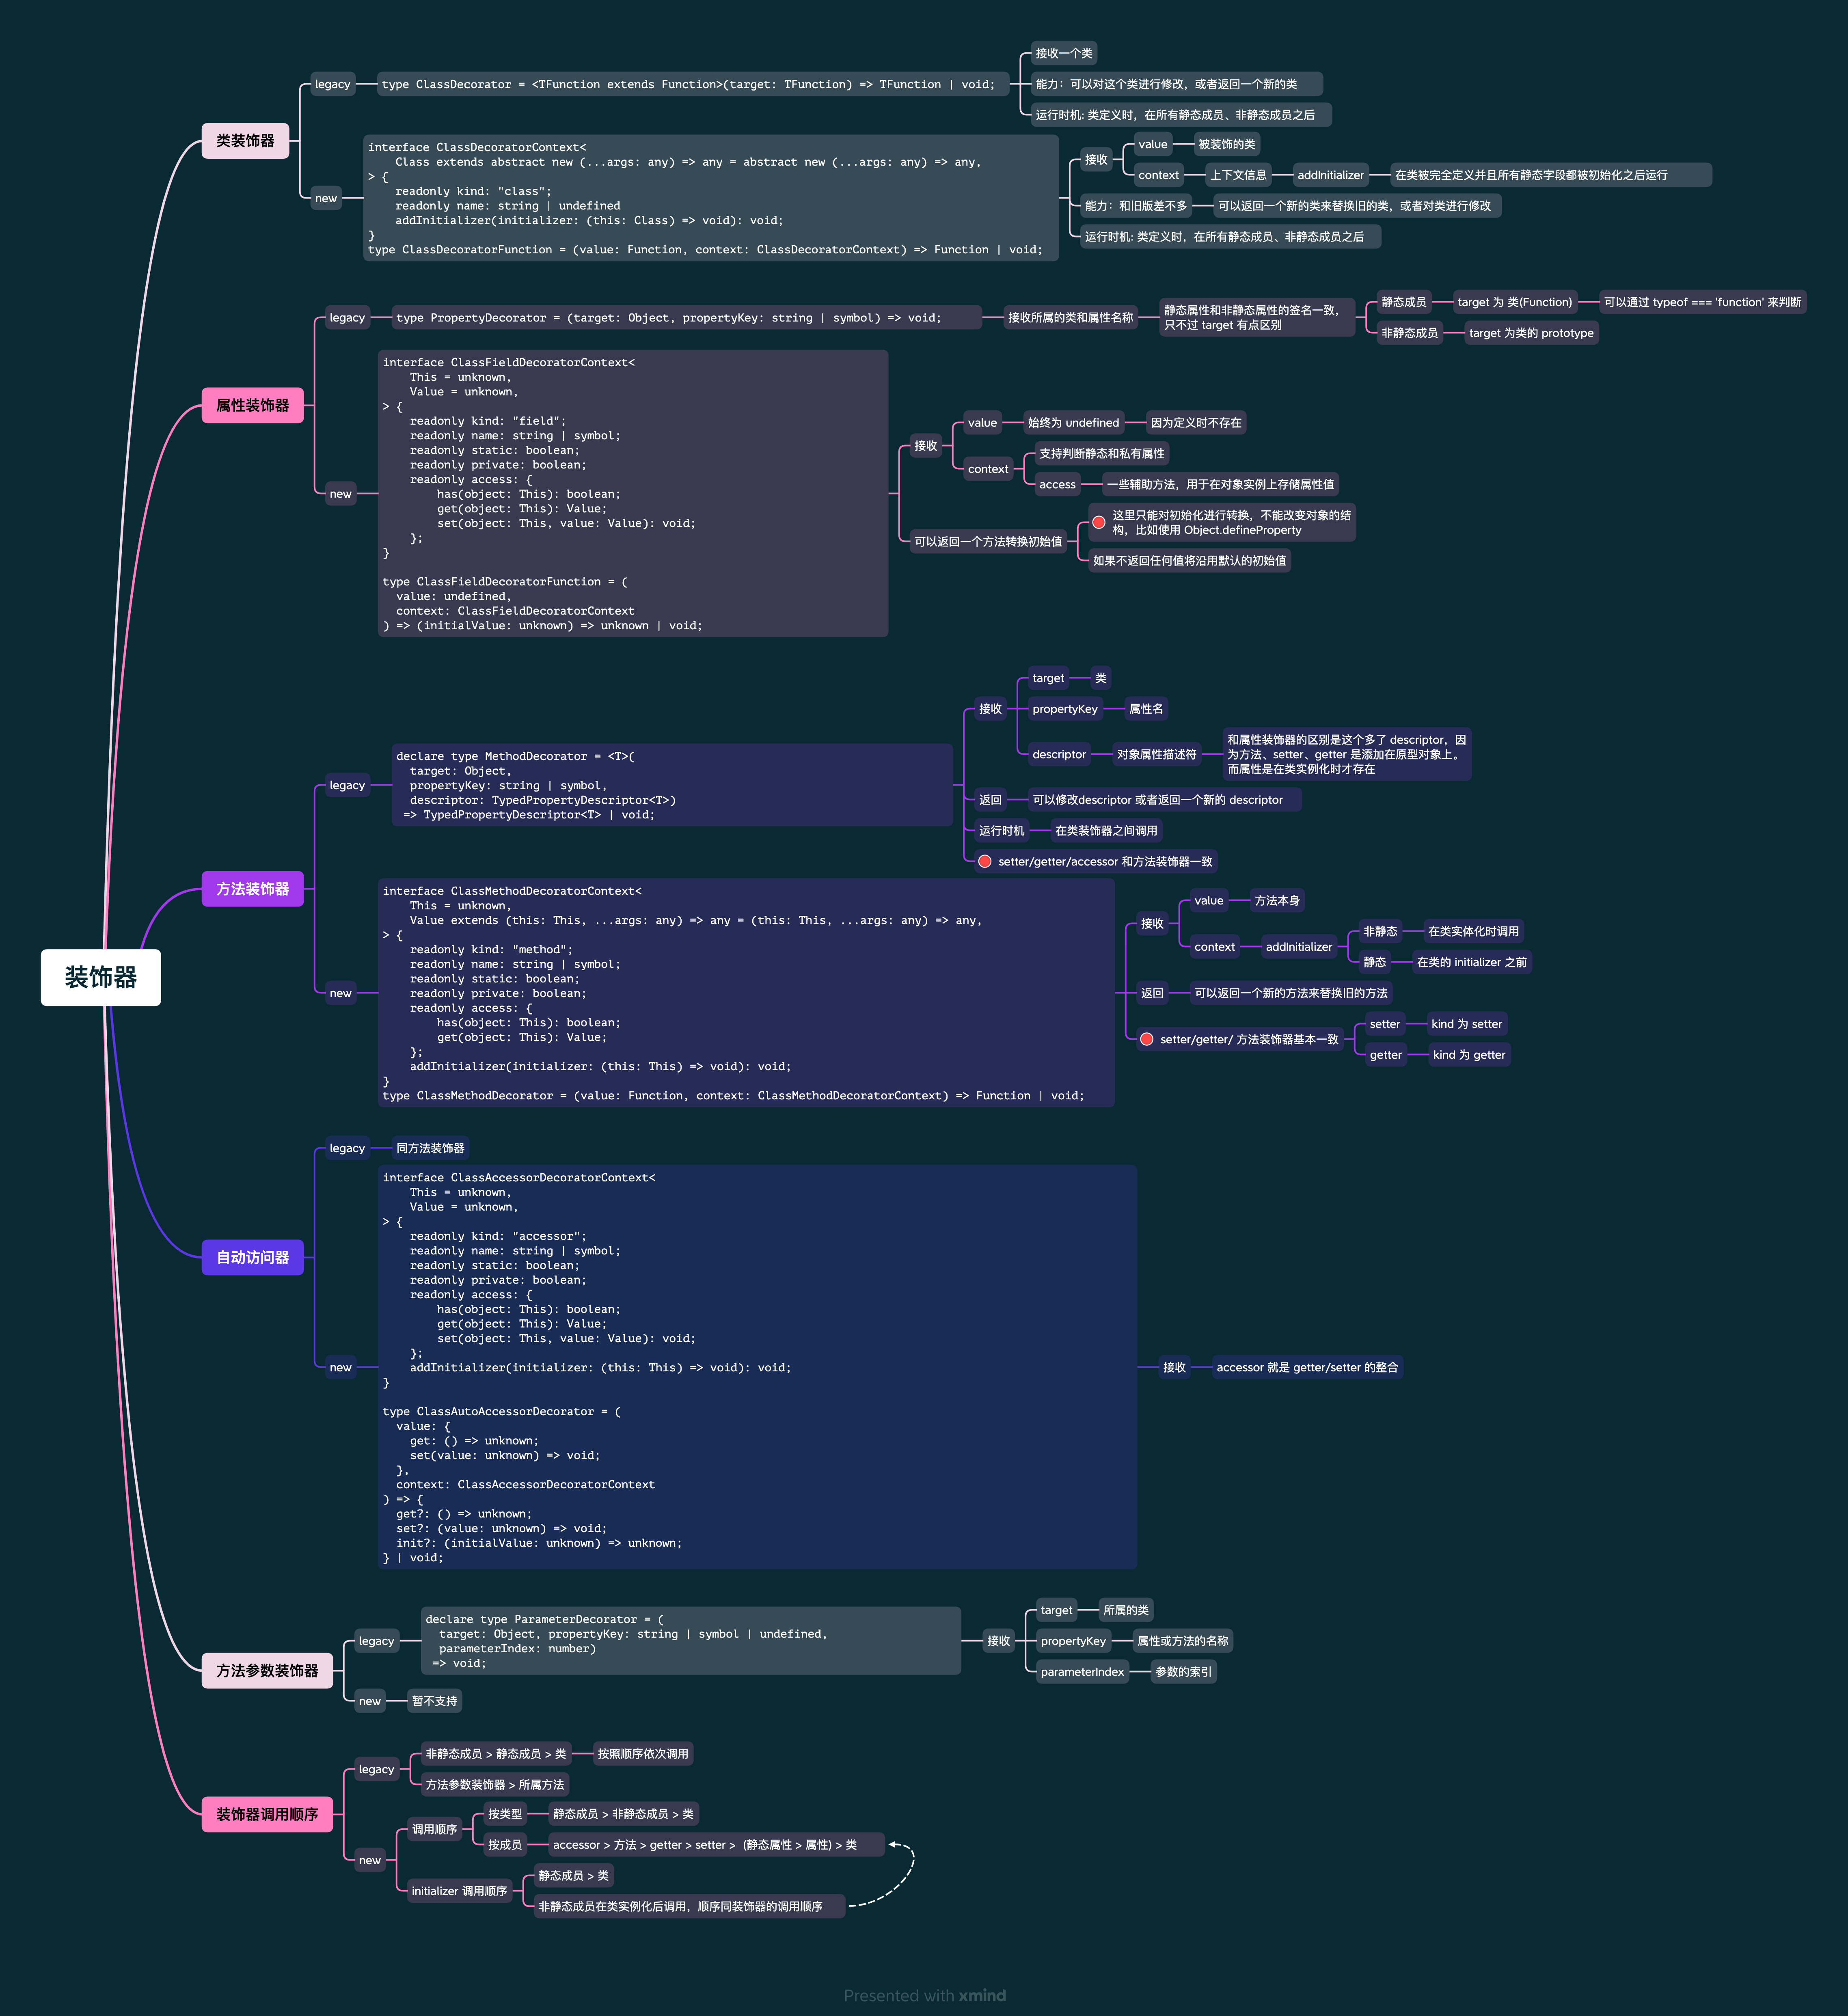 装饰器
类装饰器
legacy
type ClassDecorator = <TFunction extends Function>(target: TFunction) => TFunction | void;
接收一个类
能力：可以对这个类进行修改，或者返回一个新的类
运行时机: 类定义时，在所有静态成员、非静态成员之后
new
interface ClassDecoratorContext<
    Class extends abstract new (...args: any) => any = abstract new (...args: any) => any,
> {
    readonly kind: "class";
    readonly name: string | undefined
    addInitializer(initializer: (this: Class) => void): void;
}
type ClassDecoratorFunction = (value: Function, context: ClassDecoratorContext) => Function | void;
接收
value
被装饰的类
context
上下文信息
addInitializer
在类被完全定义并且所有静态字段都被初始化之后运行
能力：和旧版差不多
可以返回一个新的类来替换旧的类，或者对类进行修改
运行时机: 类定义时，在所有静态成员、非静态成员之后
属性装饰器
legacy
type PropertyDecorator = (target: Object, propertyKey: string | symbol) => void;
接收所属的类和属性名称
静态属性和非静态属性的签名一致，
只不过 target 有点区别
静态成员
target 为 类(Function)
可以通过 typeof === 'function' 来判断
非静态成员
target 为类的 prototype
new
interface ClassFieldDecoratorContext<
    This = unknown,
    Value = unknown,
> {
    readonly kind: "field";
    readonly name: string | symbol;
    readonly static: boolean;
    readonly private: boolean;
    readonly access: {
        has(object: This): boolean;
        get(object: This): Value;
        set(object: This, value: Value): void;
    };
}
type ClassFieldDecoratorFunction = (
  value: undefined,
  context: ClassFieldDecoratorContext
) => (initialValue: unknown) => unknown | void;
接收
value
始终为 undefined
因为定义时不存在
context
支持判断静态和私有属性
access
一些辅助方法，用于在对象实例上存储属性值
可以返回一个方法转换初始值
这里只能对初始化进行转换，不能改变对象的结
构，比如使用 Object.defineProperty
如果不返回任何值将沿用默认的初始值
方法装饰器
legacy
declare type MethodDecorator = <T>(
  target: Object,
  propertyKey: string | symbol,
  descriptor: TypedPropertyDescriptor<T>)
 => TypedPropertyDescriptor<T> | void;
接收
target
类
propertyKey
属性名
descriptor
对象属性描述符
和属性装饰器的区别是这个多了 descriptor，因
为方法、setter、getter 是添加在原型对象上。
而属性是在类实例化时才存在
返回
可以修改descriptor 或者返回一个新的 descriptor
运行时机
在类装饰器之间调用
setter/getter/accessor 和方法装饰器一致
new
interface ClassMethodDecoratorContext<
    This = unknown,
    Value extends (this: This, ...args: any) => any = (this: This, ...args: any) => any,
> {
    readonly kind: "method";
    readonly name: string | symbol;
    readonly static: boolean;
    readonly private: boolean;
    readonly access: {
        has(object: This): boolean;
        get(object: This): Value;
    };
    addInitializer(initializer: (this: This) => void): void;
}
type ClassMethodDecorator = (value: Function, context: ClassMethodDecoratorContext) => Function | void;
接收
value
方法本身
context
addInitializer
非静态
在类实体化时调用
静态
在类的 initializer 之前
返回
可以返回一个新的方法来替换旧的方法
setter/getter/ 方法装饰器基本一致
setter
kind 为 setter
getter
kind 为 getter
自动访问器
legacy
同方法装饰器
new
interface ClassAccessorDecoratorContext<
    This = unknown,
    Value = unknown,
> {
    readonly kind: "accessor";
    readonly name: string | symbol;
    readonly static: boolean;
    readonly private: boolean;
    readonly access: {
        has(object: This): boolean;
        get(object: This): Value;
        set(object: This, value: Value): void;
    };
    addInitializer(initializer: (this: This) => void): void;
}
type ClassAutoAccessorDecorator = (
  value: {
    get: () => unknown;
    set(value: unknown) => void;
  },
  context: ClassAccessorDecoratorContext
) => {
  get?: () => unknown;
  set?: (value: unknown) => void;
  init?: (initialValue: unknown) => unknown;
} | void;
接收
accessor 就是 getter/setter 的整合
方法参数装饰器
legacy
declare type ParameterDecorator = (
  target: Object, propertyKey: string | symbol | undefined,
  parameterIndex: number)
 => void;
接收
target
所属的类
propertyKey
属性或方法的名称
parameterIndex
参数的索引
new
暂不支持
装饰器调用顺序
legacy
非静态成员 > 静态成员 > 类
按照顺序依次调用
方法参数装饰器 > 所属方法
new
调用顺序
按类型
静态成员 > 非静态成员 > 类
按成员
accessor > 方法 > getter > setter >（静态属性 > 属性) > 类
initializer 调用顺序
静态成员 > 类
非静态成员在类实例化后调用，顺序同装饰器的调用顺序
Presented with xmind